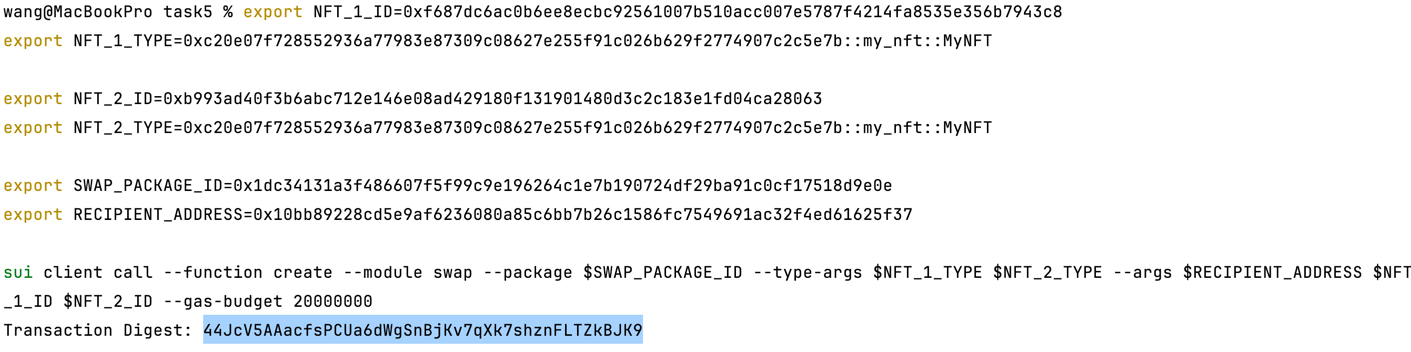 wang@MacBookPro task5 % export NFT_1_ID=0xf687dc6ac0b6ee8ecbc92561007b510acc007e5787f4214fa8535e356b7943c8
export NFT_1_TYPE=0xc20e07f728552936a77983e87309c08627e255f91c026b629f2774907c2c5e7b::my_nft::MyNFT
export NFT_2_ID=0xb993ad40f3b6abc712e146e08ad429180f131901480d3c2c183e1fd04ca28063
export NFT_2_TYPE=0xc20e07f728552936a77983e87309c08627e255f91c026b629f2774907c2c5e7b::my_nft::MyNFT
export SWAP_PACKAGE_ID=0x1dc34131a3f486607f5f99c9e196264c1e7b190724df29ba91c0cf17518d9e0e
export RECIPIENT_ADDRESS=0x10bb89228cd5e9af6236080a85c6bb7b26c1586fc7549691ac32f4ed61625f37
sui client call --function create --module swap --package $SWAP_PACKAGE_ID --type-args $NFT_1_TYPE $NFT_2_TYPE --args $RECIPIENT_ADDRESS $NFT
_1_ID $NFT_2_ID --gas-budget 20000000
Transaction Digest: 44JcV5AAacfsPCUa6dWgSnBjKv7qXk7shznFLTZkBJK9